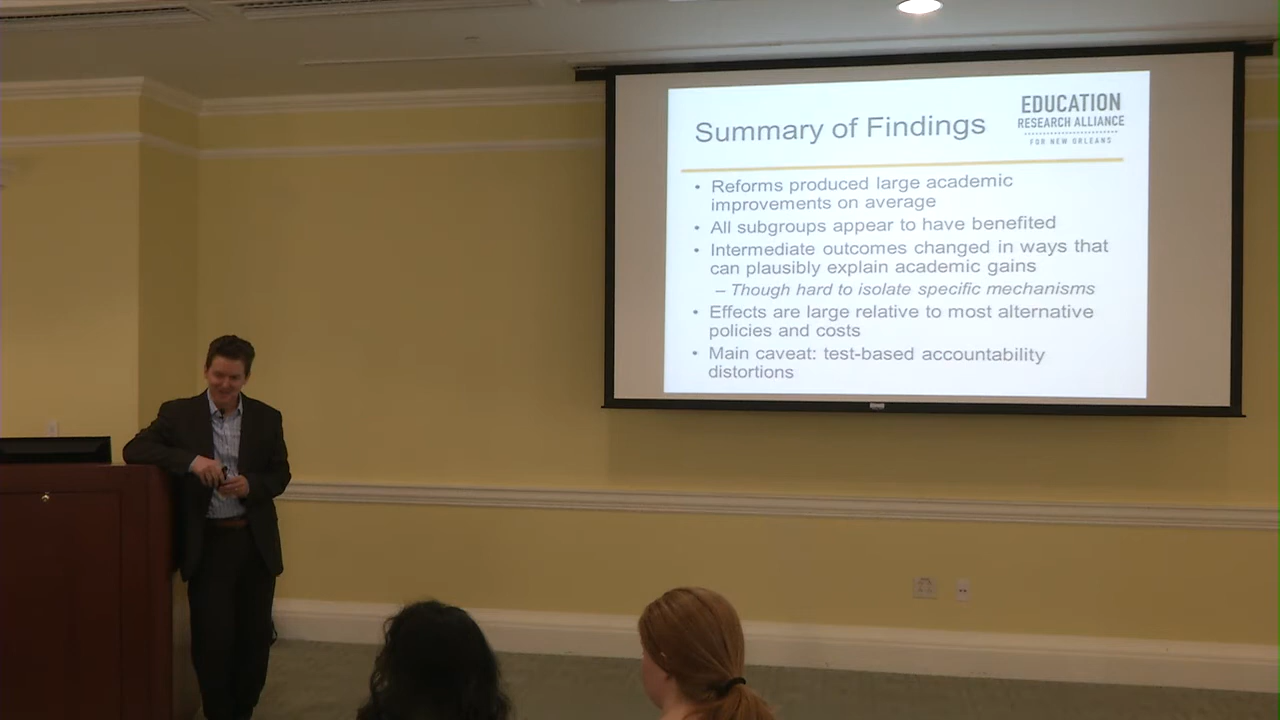 Summary of Findings
EDUCATION
RESEARCH ALLIANCE
FOR NEW ORLEANS
• Reforms produced large academic
improvements on average
• All subgroups appear to have benefited
• Intermediate outcomes changed in ways that
can plausibly explain academic gains
– Though hard to isolate specific mechanisms
• Effects are large relative to most alternative
policies and costs
• Main caveat: test-based accountability
distortions